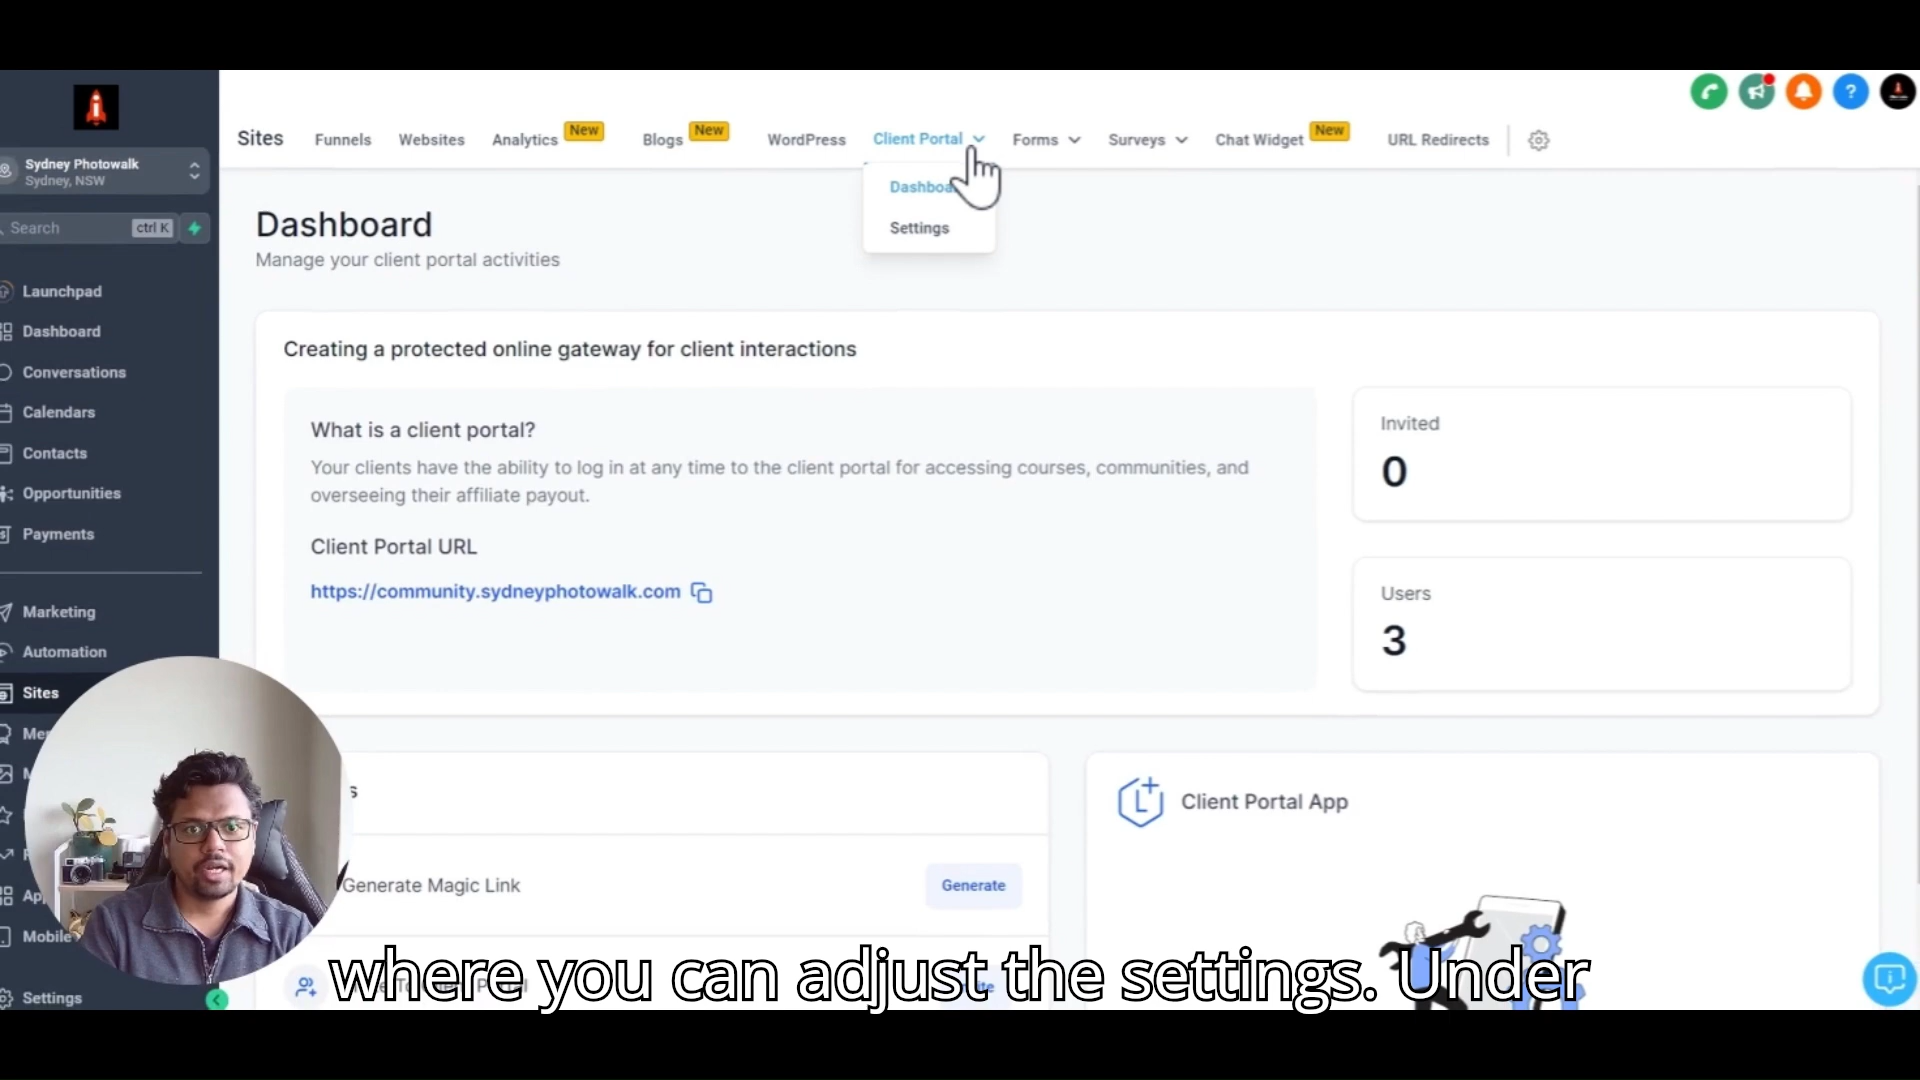 Sydney Photowalk
Sydney, NSW
Search ctrl K
Launchpad
Dashboard
Conversations
Calendars
Contacts
Opportunities
Payments
Marketing
Automation
Sites
Mobile
Settings
Sites Funnels Websites Analytics New Blogs New WordPress Client Portal Forms Surveys Chat Widget New URL Redirects
Settings
Dashboard
Manage your client portal activities
Creating a protected online gateway for client interactions
What is a client portal?
Your clients have the ability to log in at any time to the client portal for accessing courses, communities, and
overseeing their affiliate payout.
Client Portal URL
https://community.sydneyphotowalk.com
Invited
0
Users
3
Generate Magic Link Generate
Client Portal App
where you can adjust the settings. Under